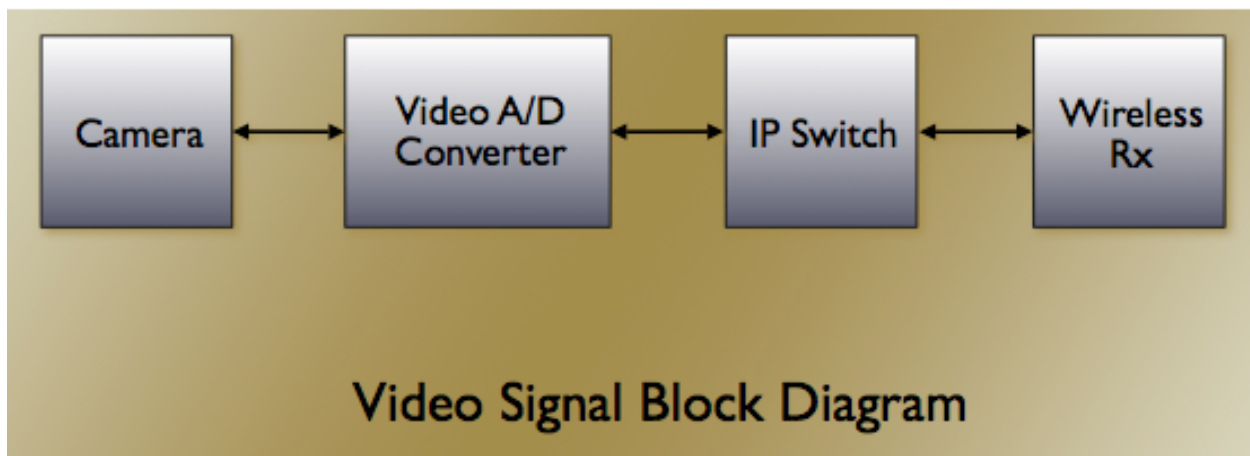 Camera
Video A/D
Converter
IP Switch
Wireless
Rx
Video Signal Block Diagram